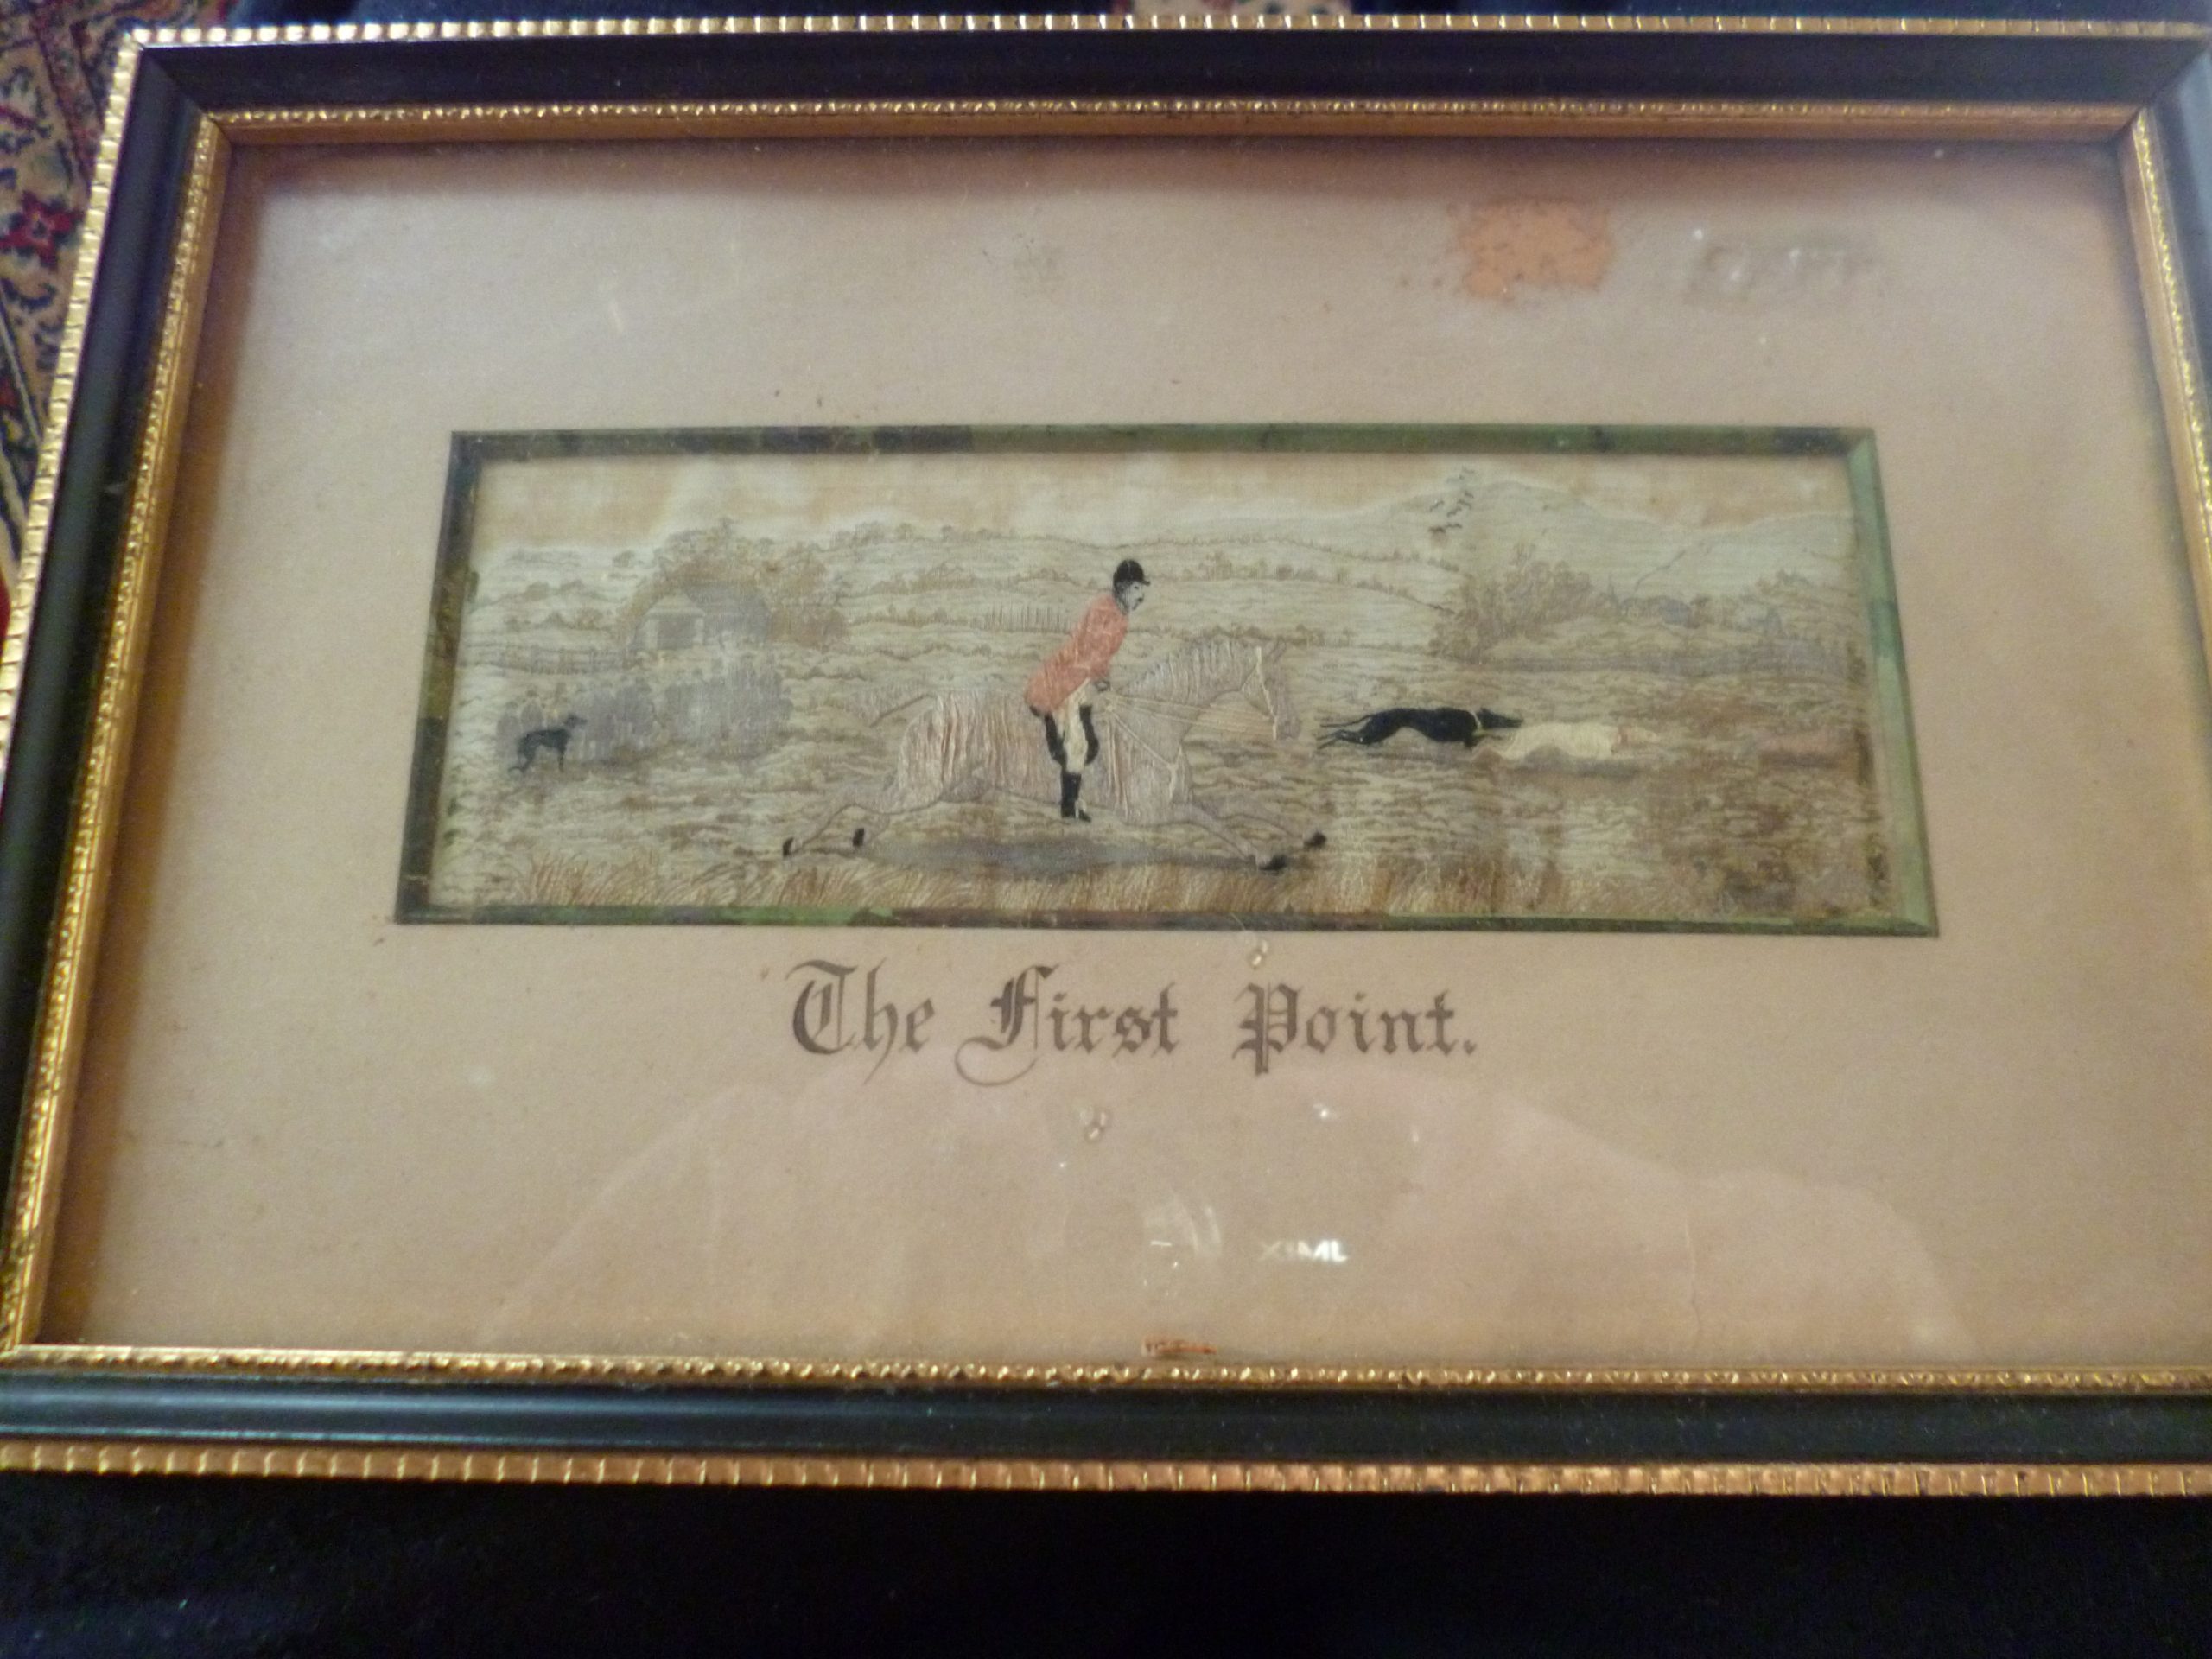 The First Point.